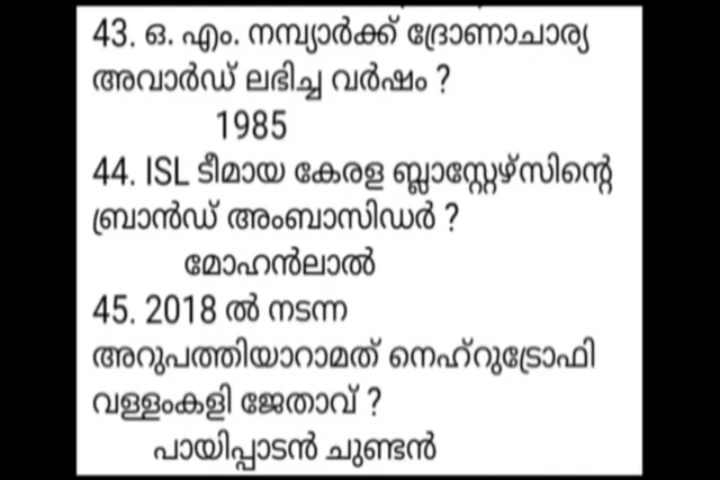 43. ഒ. എം. നമ്പ്യാർക്ക് ദ്രോണാചാര്യ
അവാർഡ് ലഭിച്ച വർഷം ?
1985
44. ISL ടീമായ കേരള ബ്ലാസ്റ്റേഴ്സിന്റെ
ബ്രാൻഡ് അംബാസിഡർ ?
മോഹൻലാൽ
45. 2018 ൽ നടന്ന
അറുപത്തിയാറാമത് നെഹ്റുട്രോഫി
വള്ളംകളി ജേതാവ് ?
പായിപ്പാടൻ ചുണ്ടൻ